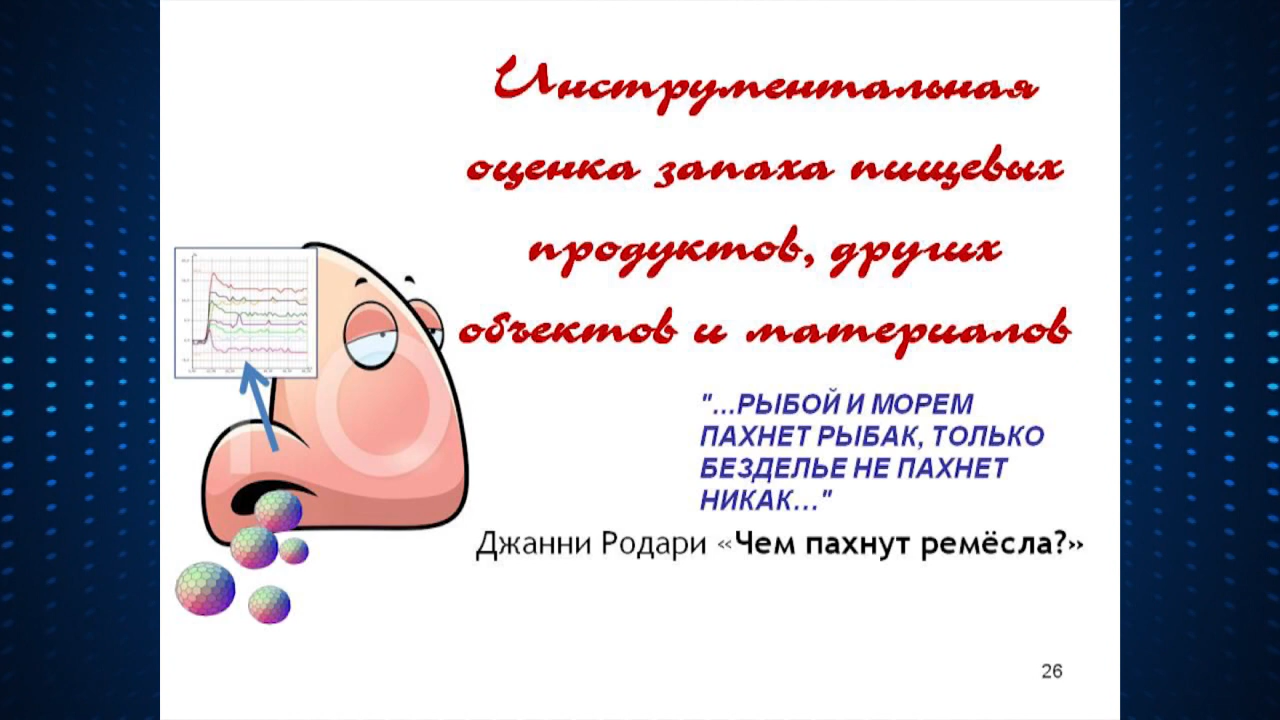 Инструментальная
оценка запаха пищевых
продуктов, других
объектов и материалов
"...РЫБОЙ И МОРЕМ
ПАХНЕТ РЫБАК, ТОЛЬКО
БЕЗДЕЛЬЕ НЕ ПАХНЕТ
НИКАК..."
Джанни Родари «Чем пахнут ремёсла?»
26